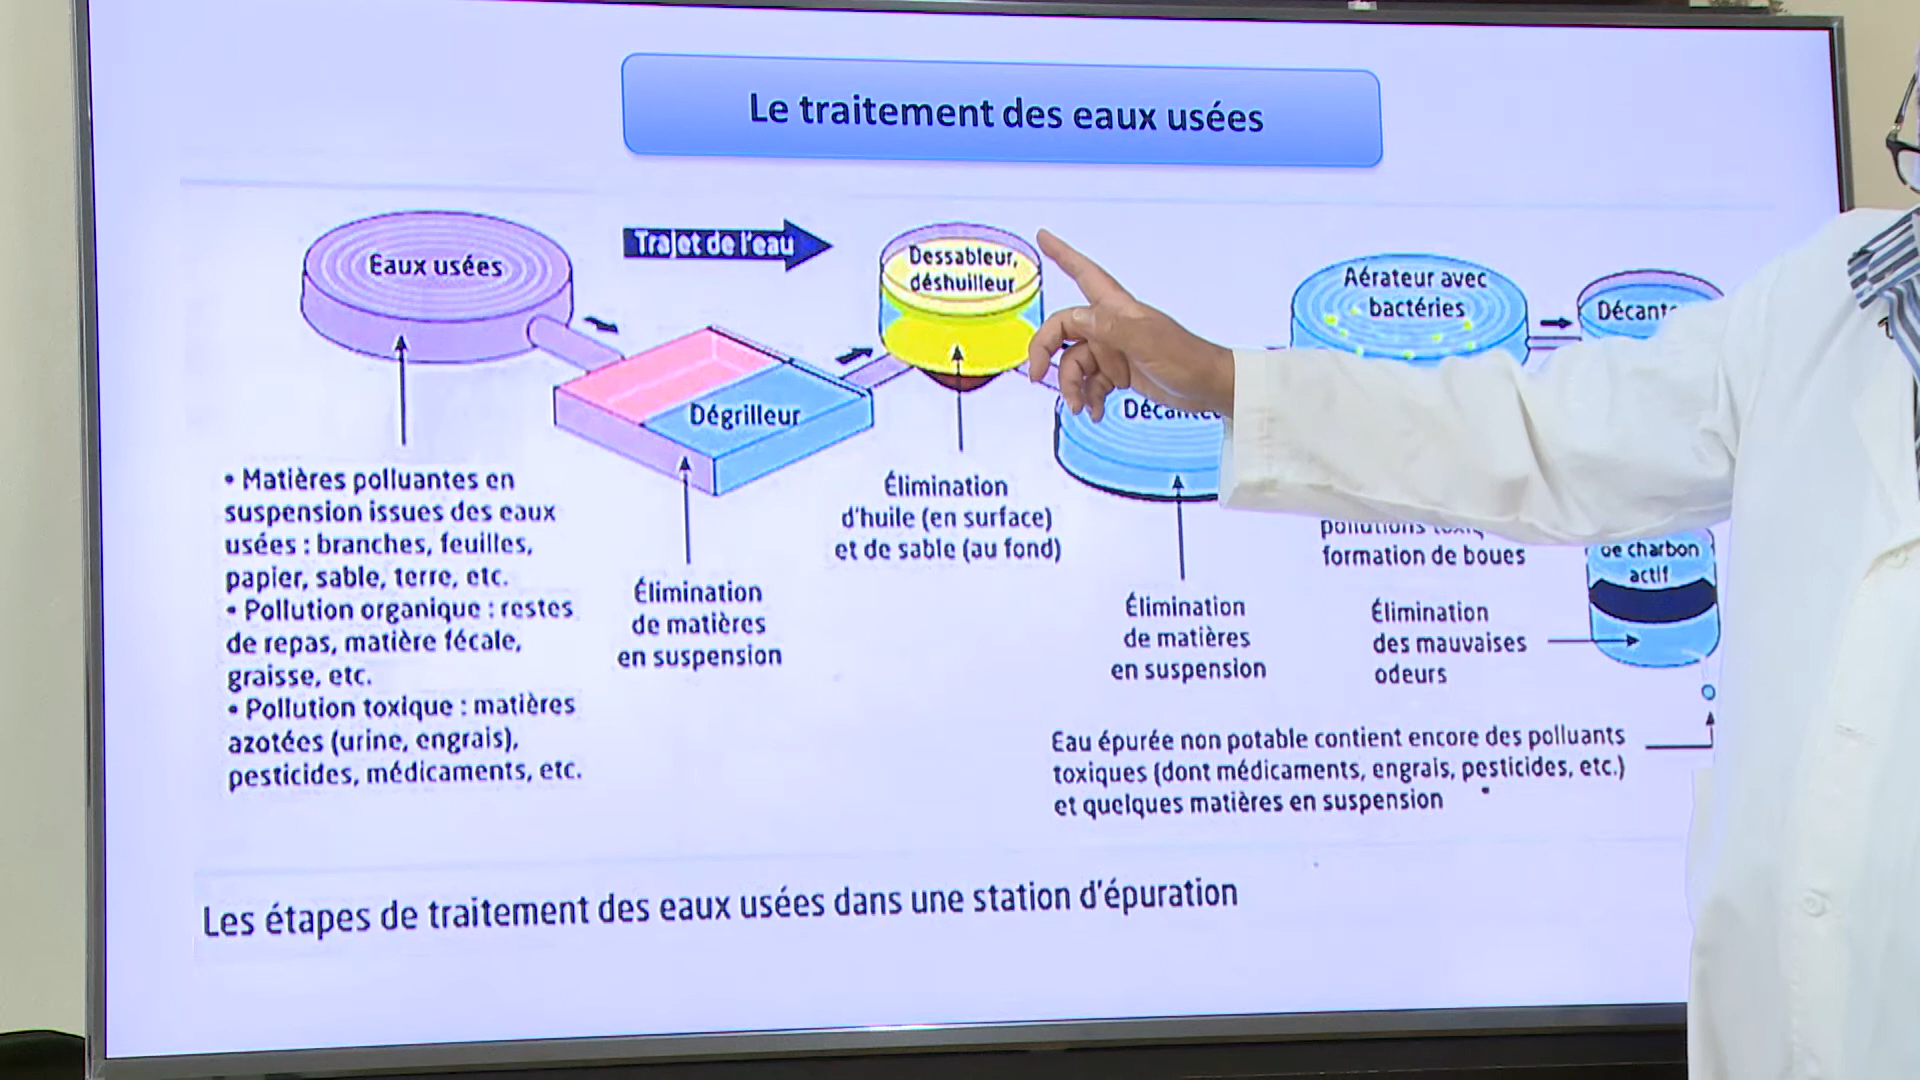 Le traitement des eaux usées
Eaux usées
Trajet de l'eau
Dessableur,
déshuilleur
Aérateur avec
bactéries
Dégrilleur
• Matières polluantes en
suspension issues des eaux
usées : branches, feuilles,
papier, sable, terre, etc.
• Pollution organique : restes
de repas, matière fécale,
graisse, etc.
• Pollution toxique : matières
azotées (urine, engrais),
pesticides, médicaments, etc.
Élimination
de matières
en suspension
Élimination
d'huile (en surface)
et de sable (au fond)
Élimination
de matières
en suspension
pollutions
formation de boues
de charbon
actif
Élimination
des mauvaises
odeurs
Eau épurée non potable contient encore des polluants
toxiques (dont médicaments, engrais, pesticides, etc.)
et quelques matières en suspension
Les étapes de traitement des eaux usées dans une station d'épuration